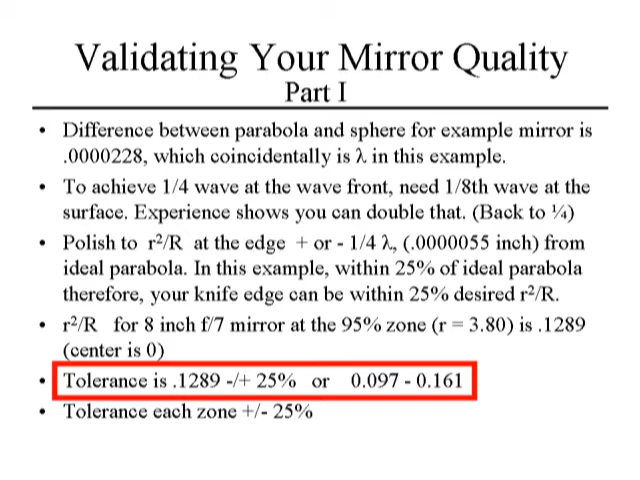 Validating Your Mirror Quality
Part I
• Difference between parabola and sphere for example mirror is
.0000228, which coincidentally is λ in this example.
• To achieve 1/4 wave at the wave front, need 1/8th wave at the
surface. Experience shows you can double that. (Back to ¼)
• Polish to r²/R at the edge + or - 1/4 λ, (.0000055 inch) from
ideal parabola. In this example, within 25% of ideal parabola
therefore, your knife edge can be within 25% desired r²/R.
• r²/R for 8 inch f/7 mirror at the 95% zone (r = 3.80) is .1289
(center is 0)
• Tolerance is .1289 -/+ 25% or 0.097 - 0.161
• Tolerance each zone +/- 25%